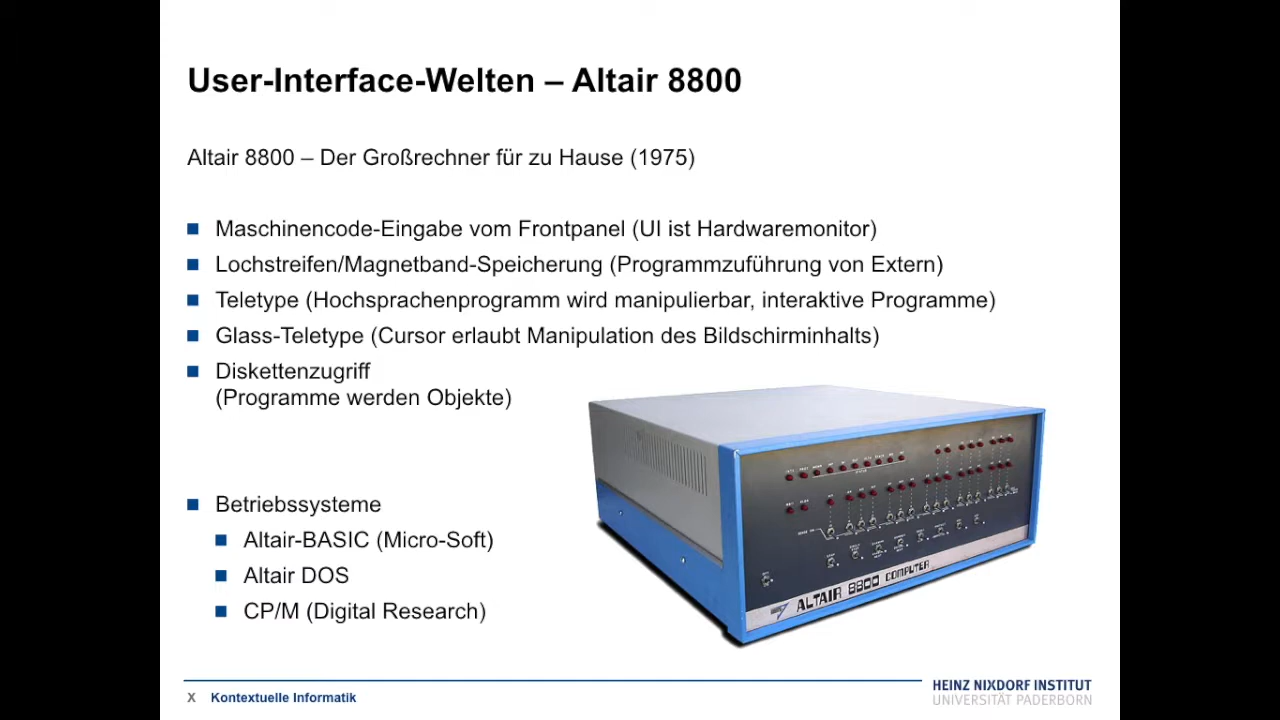 User-Interface-Welten – Altair 8800
Altair 8800 – Der Großrechner für zu Hause (1975)
Maschinencode-Eingabe vom Frontpanel (UI ist Hardwaremonitor)
Lochstreifen/Magnetband-Speicherung (Programmzuführung von Extern)
Teletype (Hochsprachenprogramm wird manipulierbar, interaktive Programme)
Glass-Teletype (Cursor erlaubt Manipulation des Bildschirminhalts)
Diskettenzugriff
(Programme werden Objekte)
Betriebssysteme
Altair-BASIC (Micro-Soft)
Altair DOS
CP/M (Digital Research)
ALTAIR 8800 COMPUTER
X Kontextuelle Informatik
HEINZ NIXDORF INSTITUT
UNIVERSITÄT PADERBORN